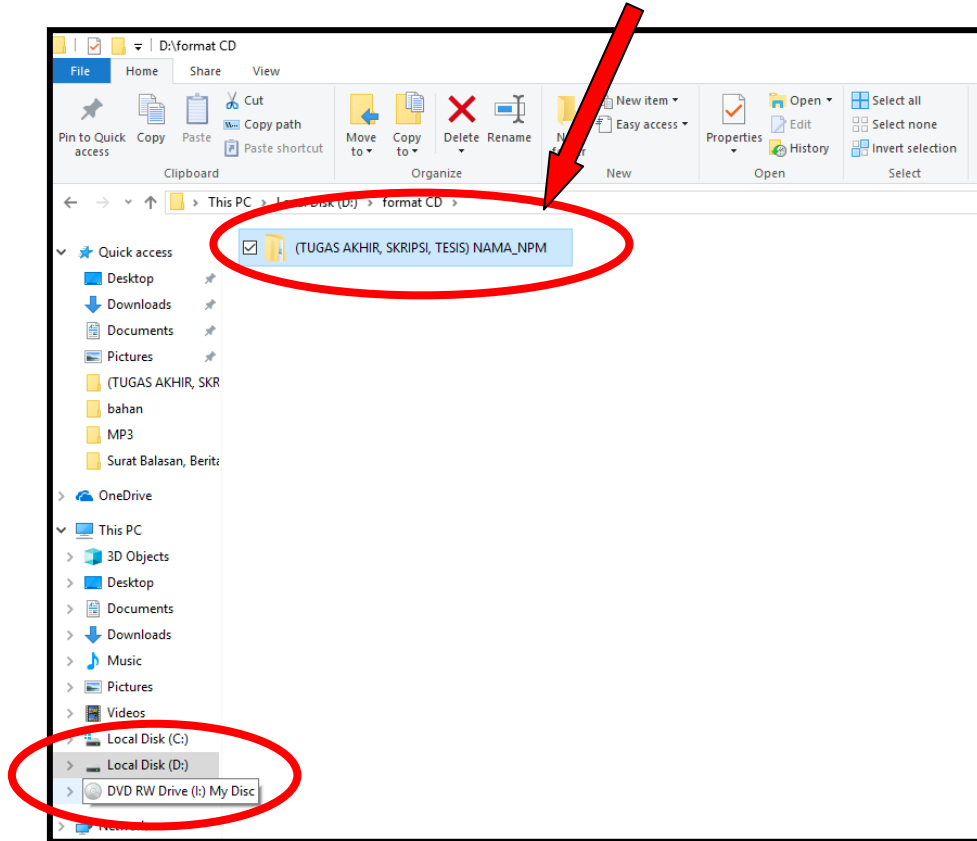 D:\format CD
File Home Share View
Pin to Quick access
Copy
Paste
Cut
Copy path
Paste shortcut
Clipboard
Move to
Copy to
Delete
Rename
Organize
New item
Easy access
New
Properties
Open
Edit
History
Open
Select all
Select none
Invert selection
Select
This PC > Local Disk (D:) > format CD >
(TUGAS AKHIR, SKRIPSI, TESIS) NAMA_NPM
Quick access
Desktop
Downloads
Documents
Pictures
(TUGAS AKHIR, SKR
bahan
MP3
Surat Balasan, Berita
OneDrive
This PC
3D Objects
Desktop
Documents
Downloads
Music
Pictures
Videos
Local Disk (C:)
Local Disk (D:)
DVD RW Drive (I:) My Disc